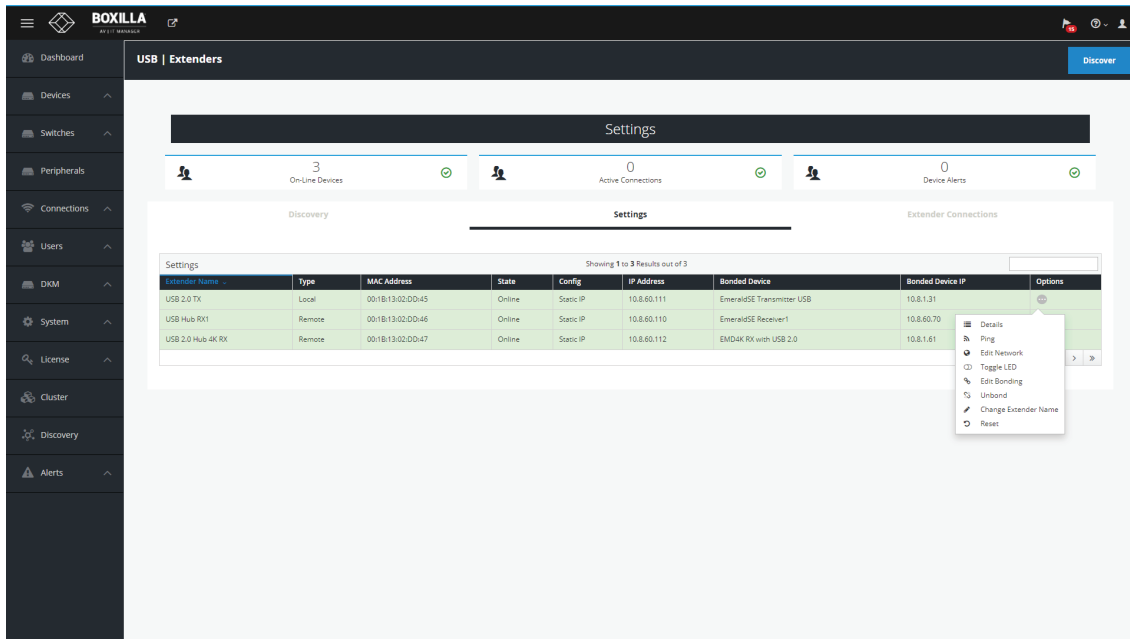 BOXILLA
AV | IT MANAGER
15
Dashboard
Devices
Switches
Peripherals
Connections
Users
DKM
System
License
Cluster
Discovery
Alerts
USB | Extenders
Discover
Settings
3
On-Line Devices
0
Active Connections
0
Device Alerts
Discovery
Settings
Extender Connections
Settings
Showing 1 to 3 Results out of 3
Extender Name Type MAC Address State Config IP Address Bonded Device Bonded Device IP Options
USB 2.0 TX Local 00:1B:13:02:DD:45 Online Static IP 10.8.60.111 EmeraldSE Transmitter USB 10.8.1.31
USB Hub RX1 Remote 00:1B:13:02:DD:46 Online Static IP 10.8.60.110 EmeraldSE Receiver1 10.8.60.70
USB 2.0 Hub 4K RX Remote 00:1B:13:02:DD:47 Online Static IP 10.8.60.112 EMD4K RX with USB 2.0 10.8.1.61
Details
Ping
Edit Network
Toggle LED
Edit Bonding
Unbond
Change Extender Name
Reset